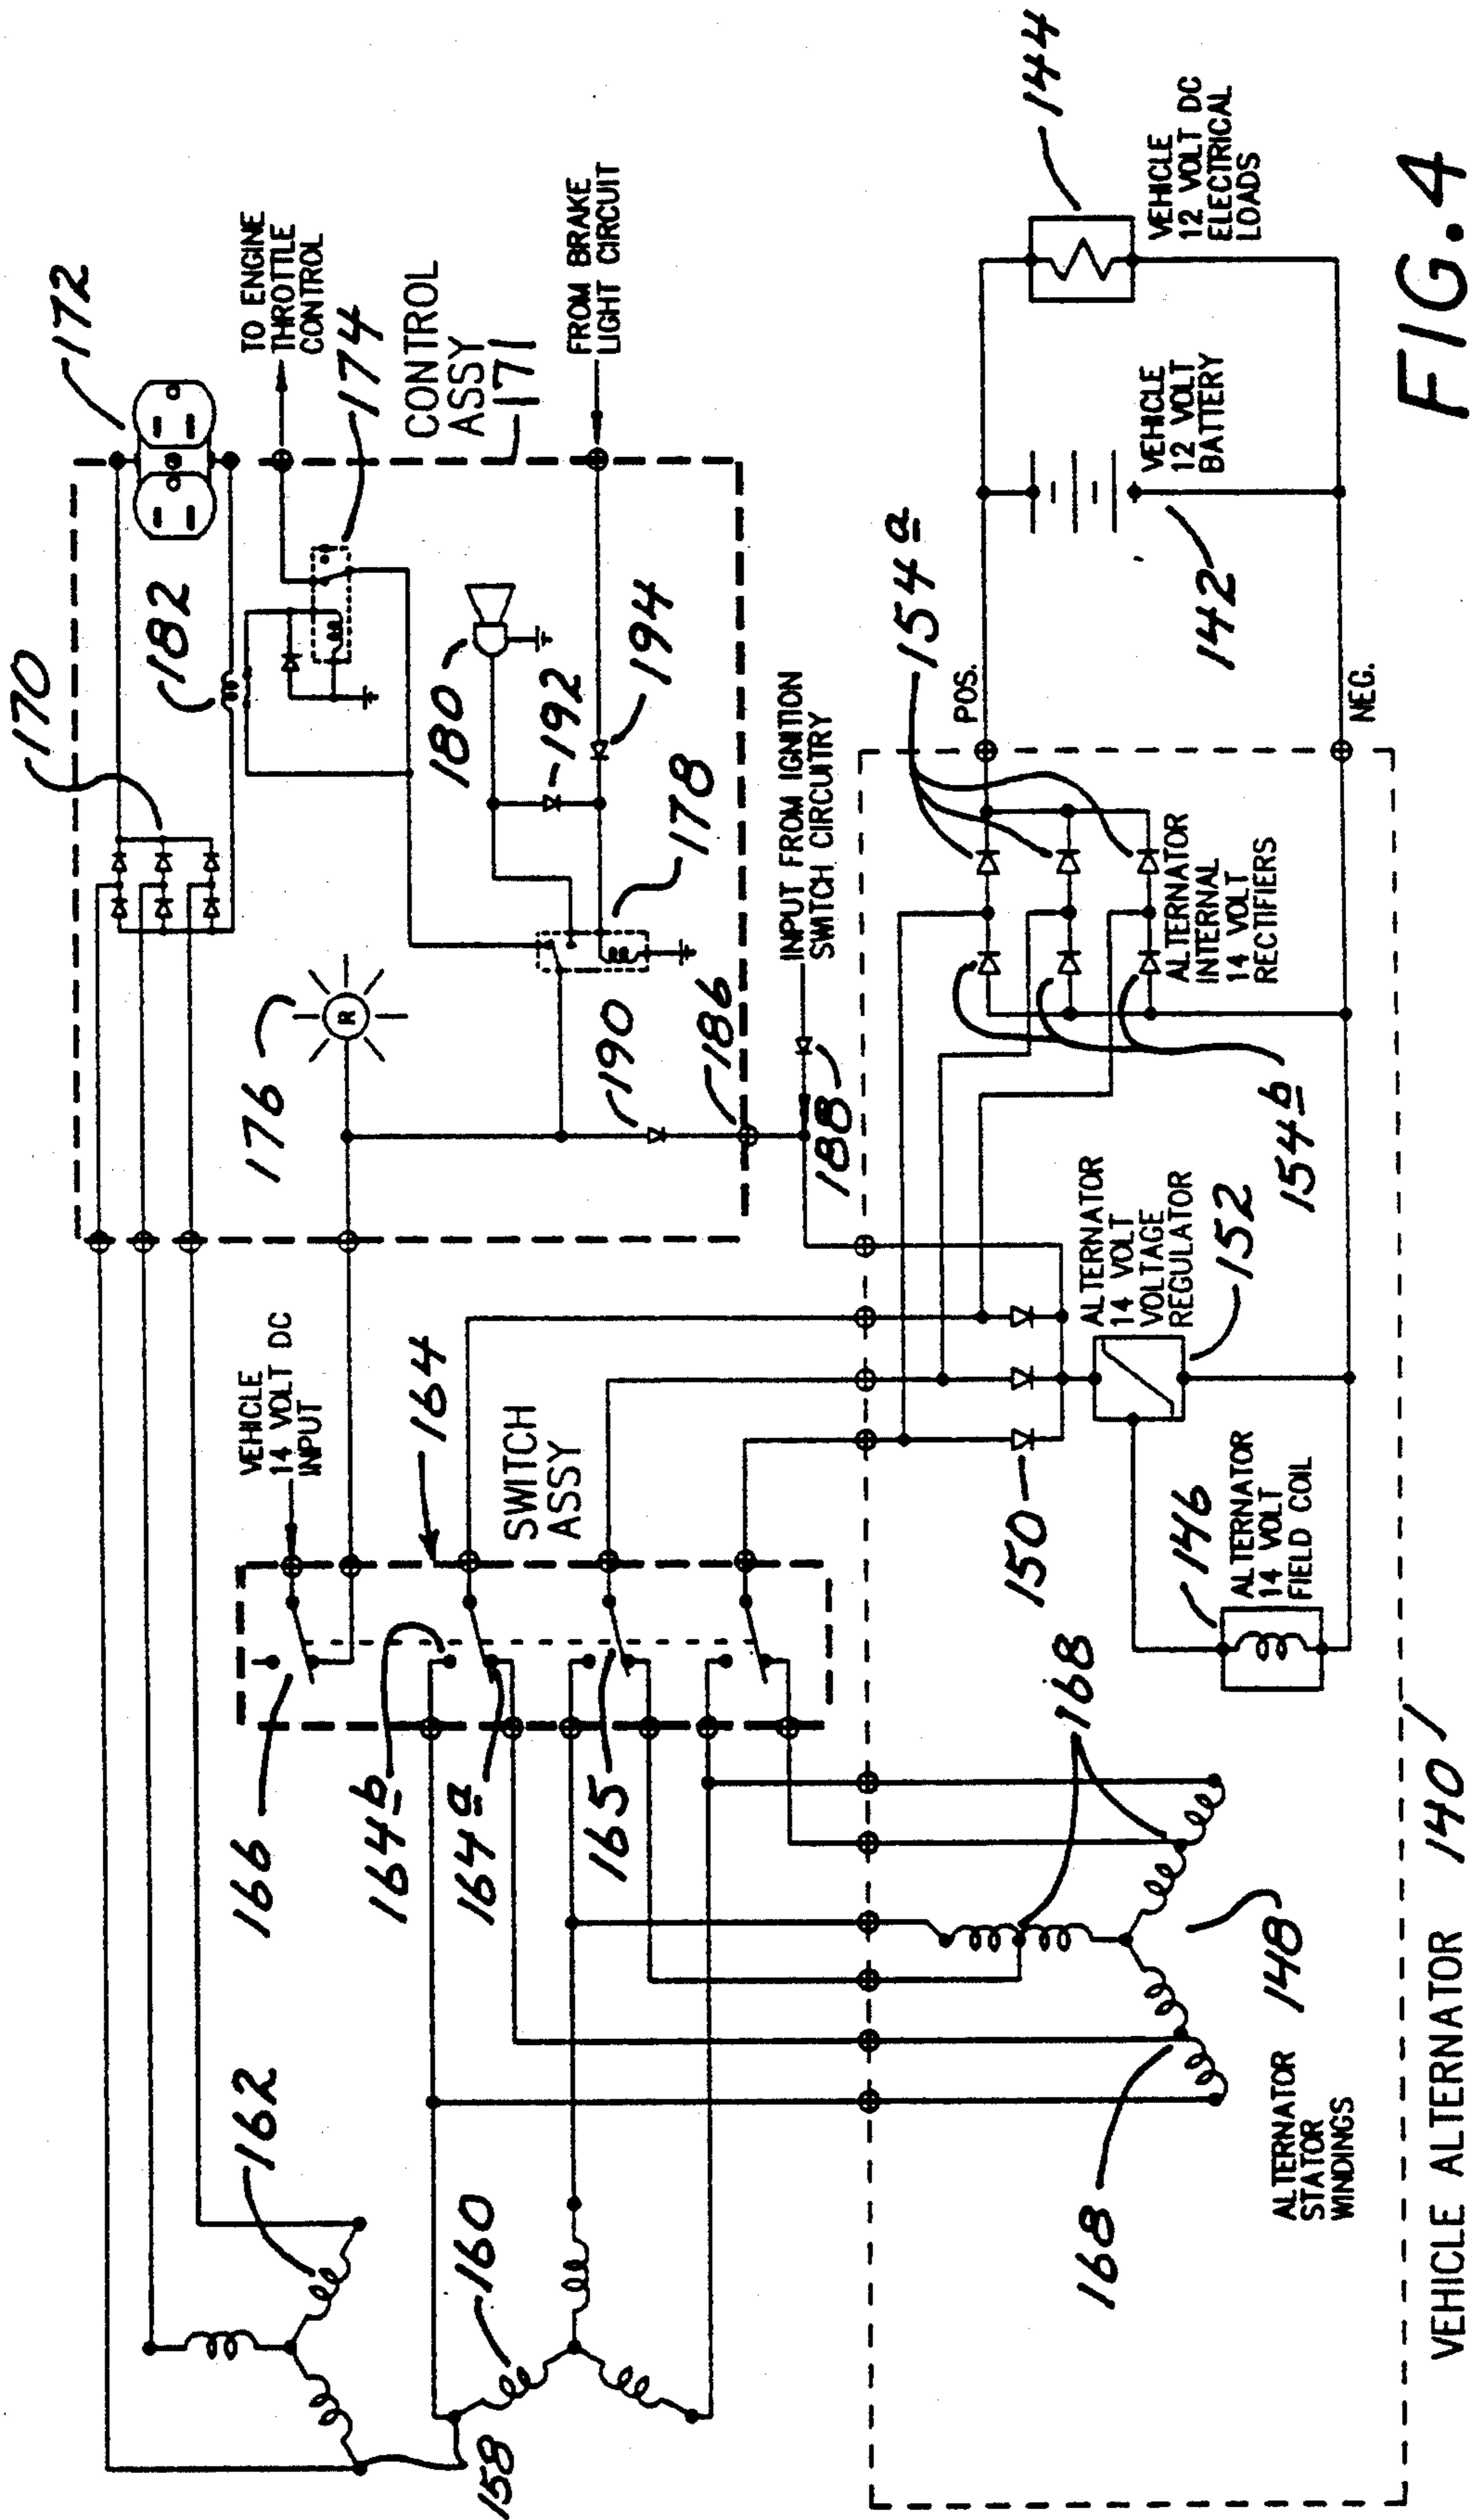 172
170
182
TO ENGINE
THROTTLE
CONTROL
174
CONTROL
ASSY
171
FROM BRAKE
LIGHT CIRCUIT
176
R
180
192
194
178
190
186
INPUT FROM IGNITION
SWITCH CIRCUITRY
188
VEHICLE
14 VOLT DC
INPUT
164
SWITCH
ASSY
166
164b
164a
165
162
160
158
154a
POS.
144
VEHICLE
12 VOLT DC
ELECTRICAL
LOADS
VEHICLE
12 VOLT
BATTERY
142
NEG.
ALTERNATOR
INTERNAL
14 VOLT
RECTIFIERS
154b
ALTERNATOR
14 VOLT
VOLTAGE
REGULATOR
152
150
146
ALTERNATOR
14 VOLT
FIELD COIL
168
168
148
ALTERNATOR
STATOR
WINDINGS
VEHICLE ALTERNATOR 140
FIG.4